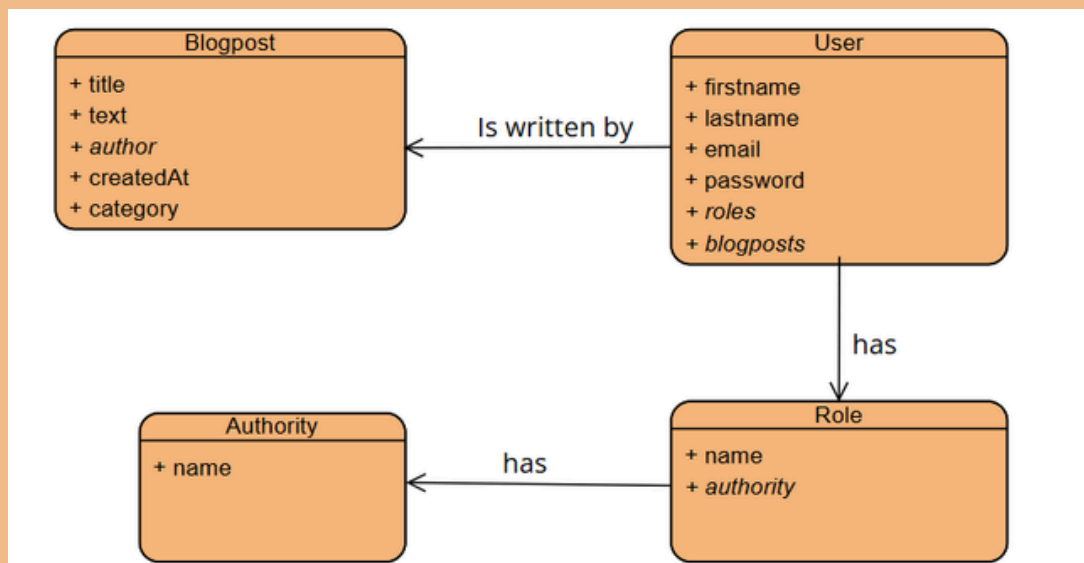 Blogpost
+ title
+ text
+ author
+ createdAt
+ category
Is written by
User
+ firstname
+ lastname
+ email
+ password
+ roles
+ blogposts
has
Authority
+ name
has
Role
+ name
+ authority